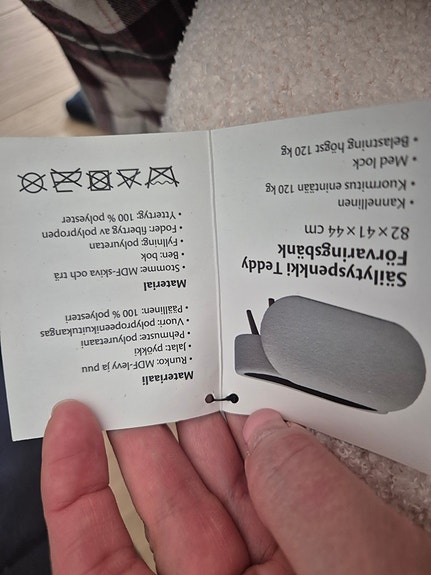 Säilytyspenkki Teddy
Förvaringsbänk
82 × 41 × 44 cm
• Kannellinen
• Kuormitus enintään 120 kg
• Med lock
• Belastning högst 120 kg
Materiaali
• Runko: MDF-levy ja puu
• Jalat: pyökki
• Pehmuste: polyuretaani
• Vuori: polypropeenikuitukangas
• Päällinen: 100 % polyesteri
Material
• Stomme: MDF-skiva och trä
• Ben: bok
• Fyllning: polyuretan
• Foder: fibertyg av polypropen
• Yttertyg: 100 % polyester